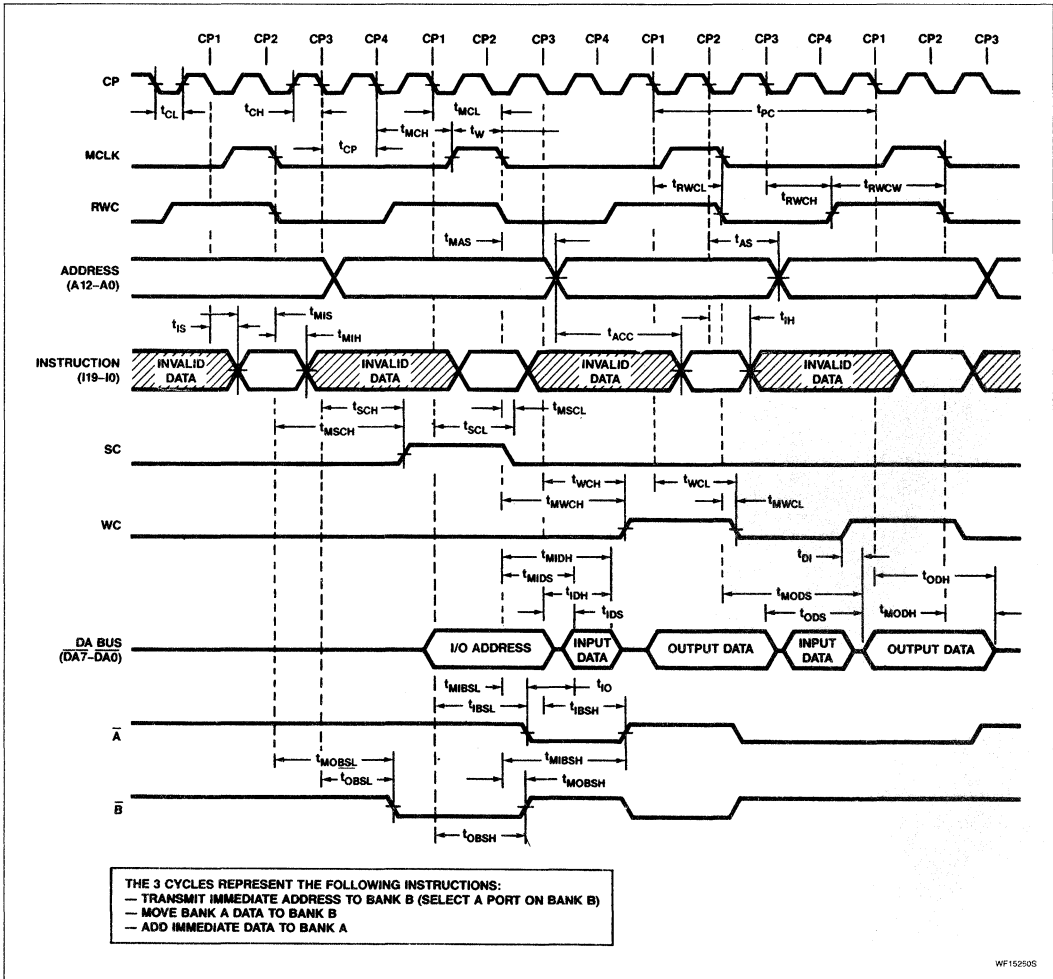 CP1 CP2 CP3 CP4 CP1 CP2 CP3 CP4 CP1 CP2 CP3 CP4 CP1 CP2 CP3
CP
tCL tCH tMCL tPC
tMCH tW
tCP
MCLK
tRWCL tRWCH tRWCW
RWC
tMAS tAS
ADDRESS
(A12–A0)
tIS tMIS tMIH tACC tIH
INSTRUCTION
(I19–I0)
INVALID DATA INVALID DATA INVALID DATA INVALID DATA
tSCH tMSCL
tMSCH tSCL
SC
tWCH tWCL
tMWCH tMWCL
WC
tMIDH tDI tODH
tMIDS tMODS
tIDH tODS tMODH
tIDS
DA BUS
(DA7–DA0)
I/O ADDRESS INPUT DATA OUTPUT DATA INPUT DATA OUTPUT DATA
tMIBSL tIO
tIBSL tIBSH
A
tMOBSL tMIBSH
tOBSL tMOBSH
B
tOBSH
THE 3 CYCLES REPRESENT THE FOLLOWING INSTRUCTIONS:
— TRANSMIT IMMEDIATE ADDRESS TO BANK B (SELECT A PORT ON BANK B)
— MOVE BANK A DATA TO BANK B
— ADD IMMEDIATE DATA TO BANK A
WF15250S